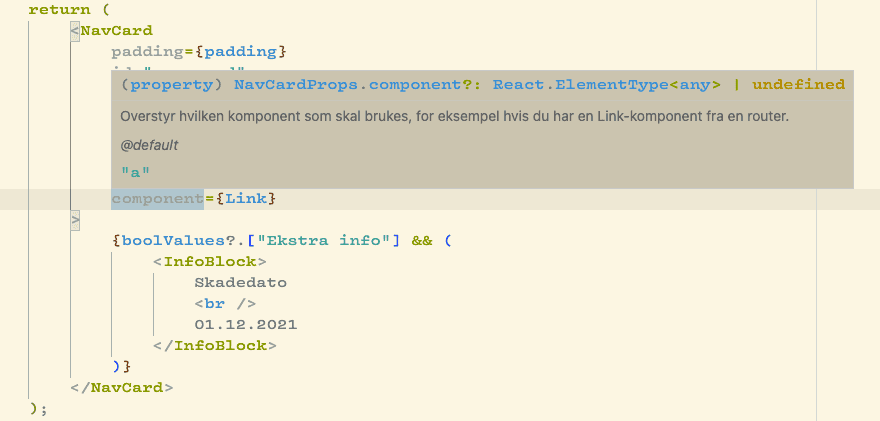 return (
<NavCard
padding={padding}
(property) NavCardProps.component?: React.ElementType<any> | undefined
Overstyr hvilken komponent som skal brukes, for eksempel hvis du har en Link-komponent fra en router.
@default
"a"
component={Link}
>
{boolValues?.["Ekstra info"] && (
<InfoBlock>
Skadedato
<br />
01.12.2021
</InfoBlock>
)}
</NavCard>
);